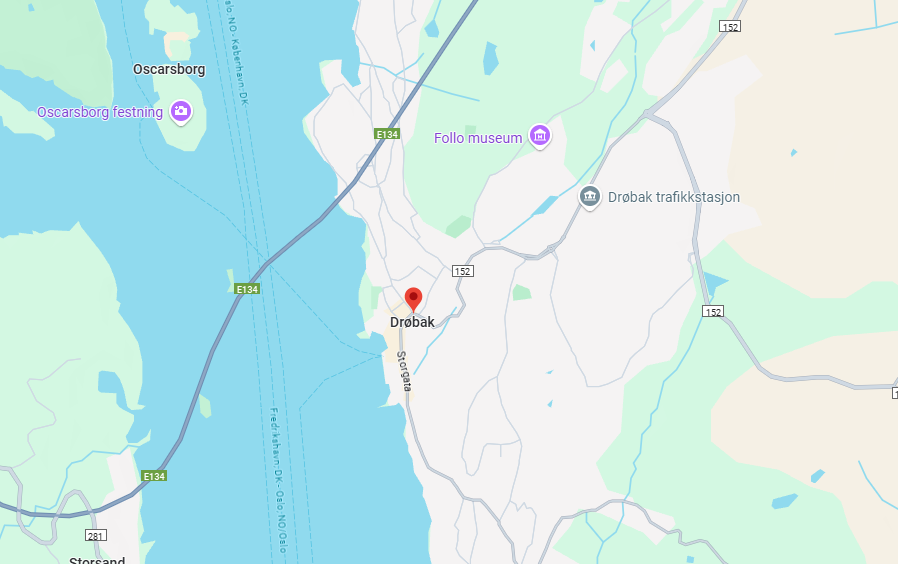 Oslo, NO - København, DK
152
Oscarsborg
Oscarsborg festning
E134
Follo museum
Drøbak trafikkstasjon
152
E134
152
Drøbak
Storgata
Fredrikshavn, DK - Oslo, NO/Oslo
E134
281
Storsand